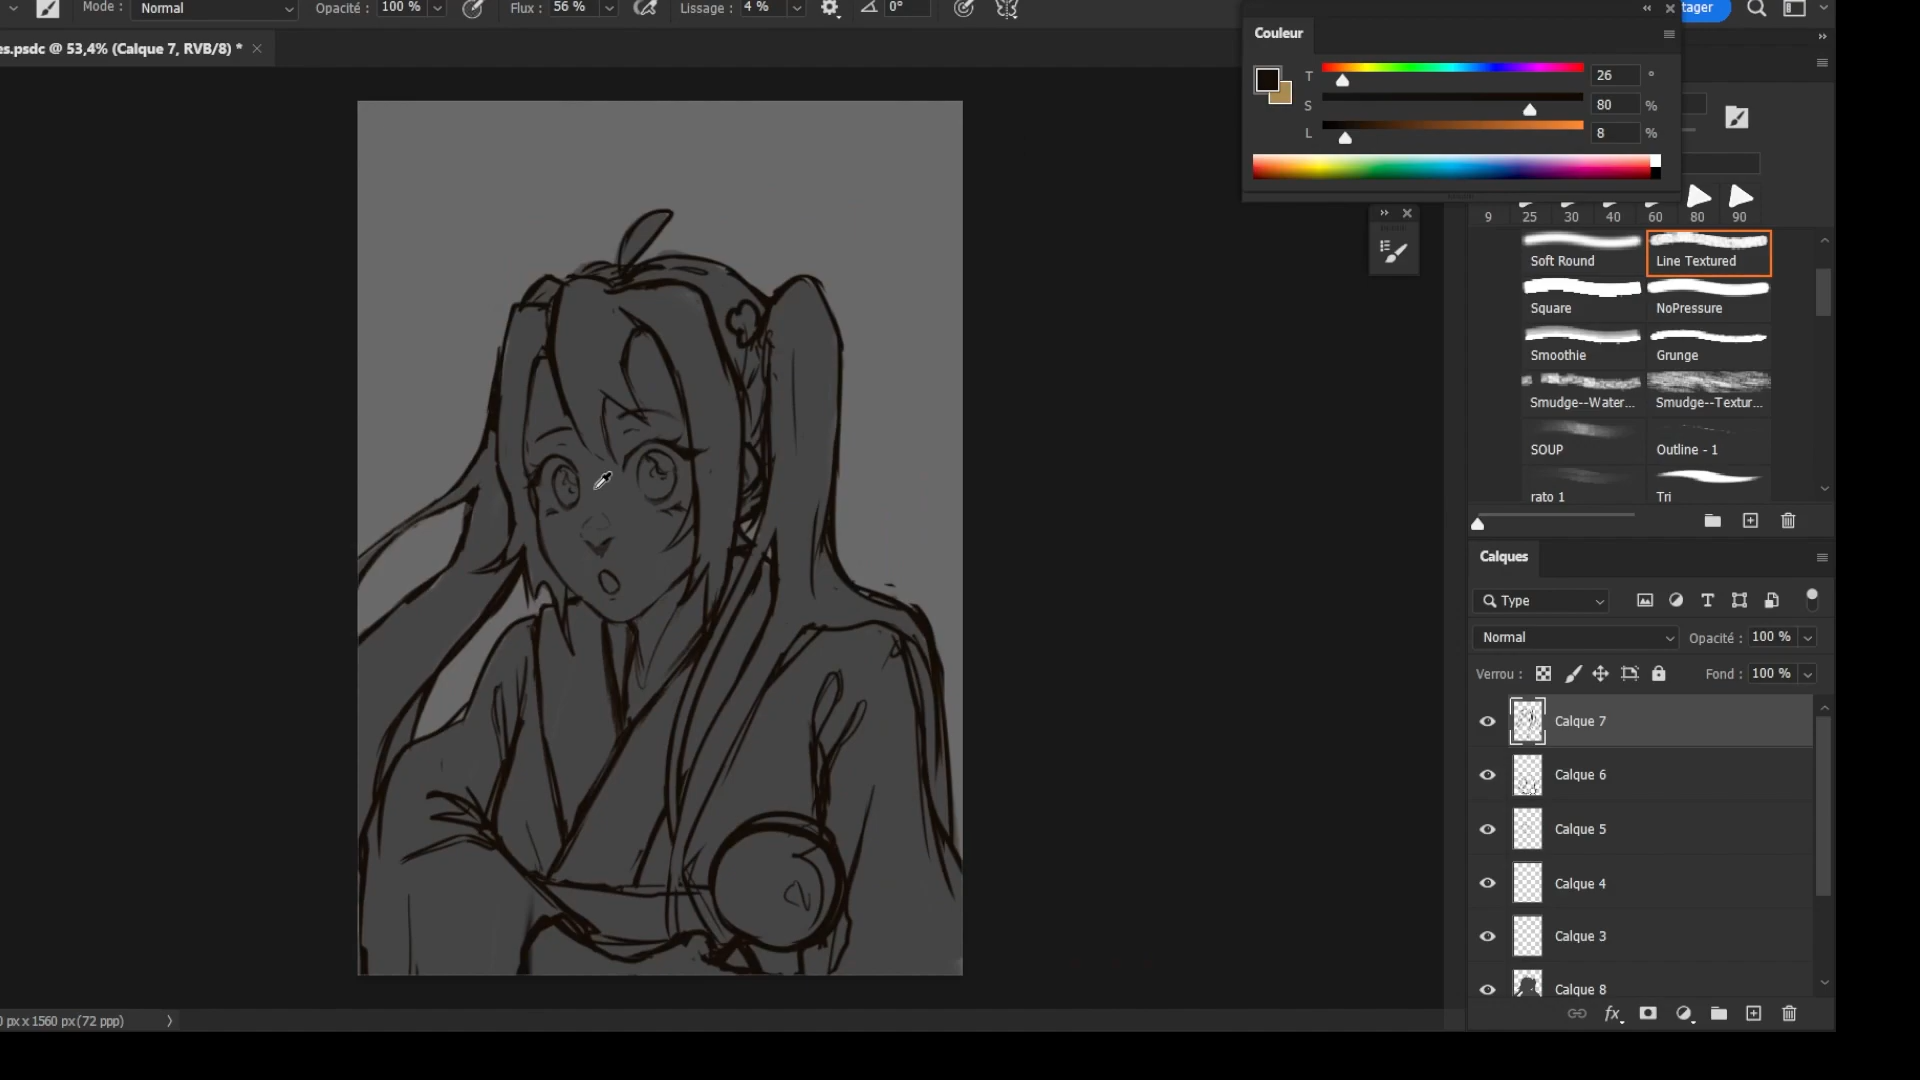 Mode : Normal Opacité : 100 % Flux : 56 % Lissage : 4 % 0° tager
es.psdc @ 53,4% (Calque 7, RVB/8) *
Couleur
T 26 °
S 80 %
L 8 %
9 25 30 40 60 80 90
Soft Round Line Textured
Square NoPressure
Smoothie Grunge
Smudge--Water... Smudge--Textur...
SOUP Outline - 1
rato 1 Tri
Calques
Type
Normal Opacité : 100 %
Verrou : Fond : 100 %
Calque 7
Calque 6
Calque 5
Calque 4
Calque 3
Calque 8
fx
0 px x 1560 px (72 ppp)